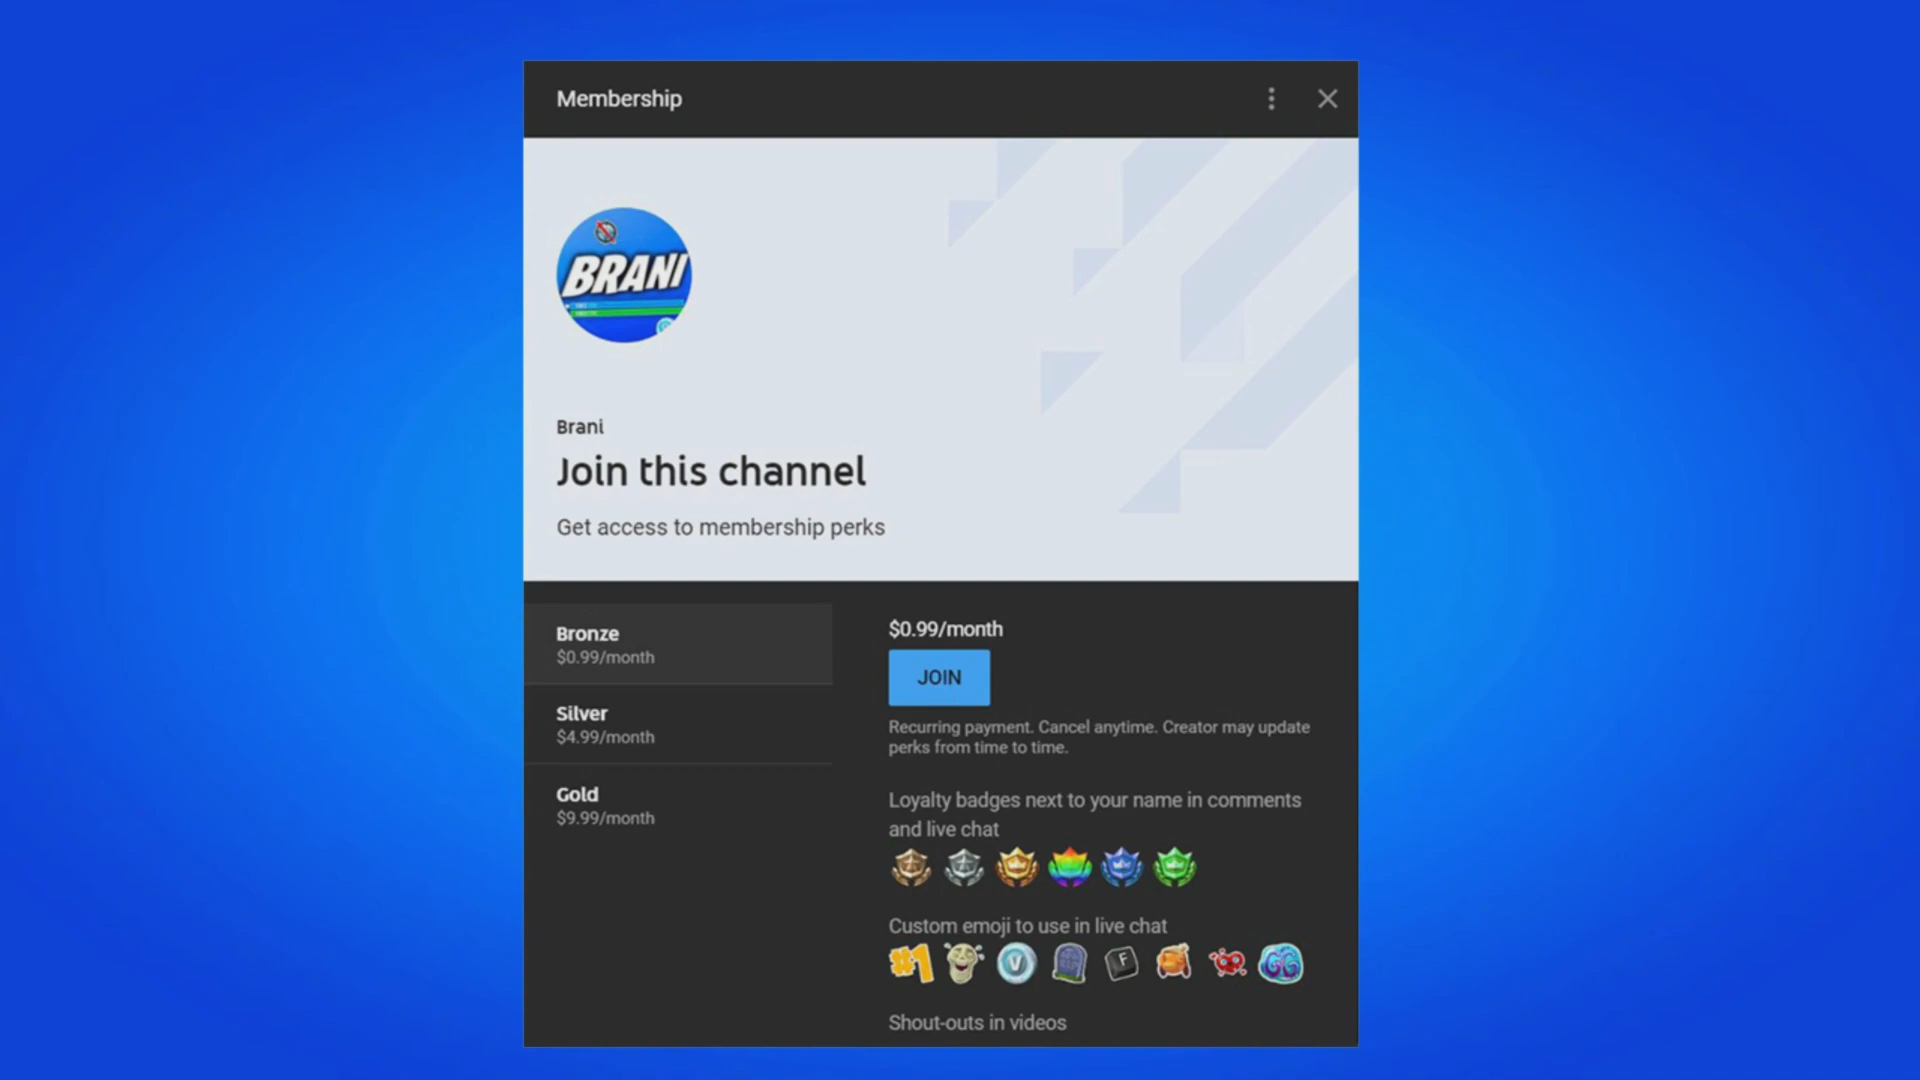 Membership
BRANI
Brani
Join this channel
Get access to membership perks
Bronze
$0.99/month
Silver
$4.99/month
Gold
$9.99/month
$0.99/month
JOIN
Recurring payment. Cancel anytime. Creator may update
perks from time to time.
Loyalty badges next to your name in comments
and live chat
Custom emoji to use in live chat
#1 V F GG
Shout-outs in videos